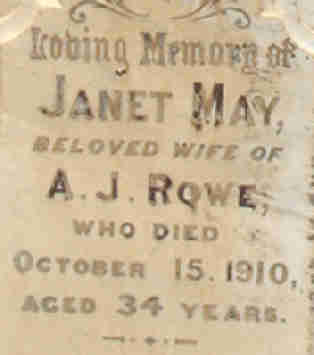 Loving Memory of
JANET MAY,
BELOVED WIFE OF
A. J. ROWE,
WHO DIED
OCTOBER 15. 1910,
AGED 34 YEARS.